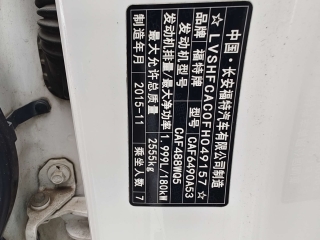 中国·长安福特汽车有限公司制造
☆LVSHFCAC0FH049157☆
品牌 福特牌 型号 CAF6490A53
发动机型号 CAF488WQ5
发动机排量/最大净功率 1.999L/180kW
最大允许总质量 2555kg
制造年月 2015-11 乘坐人数 7